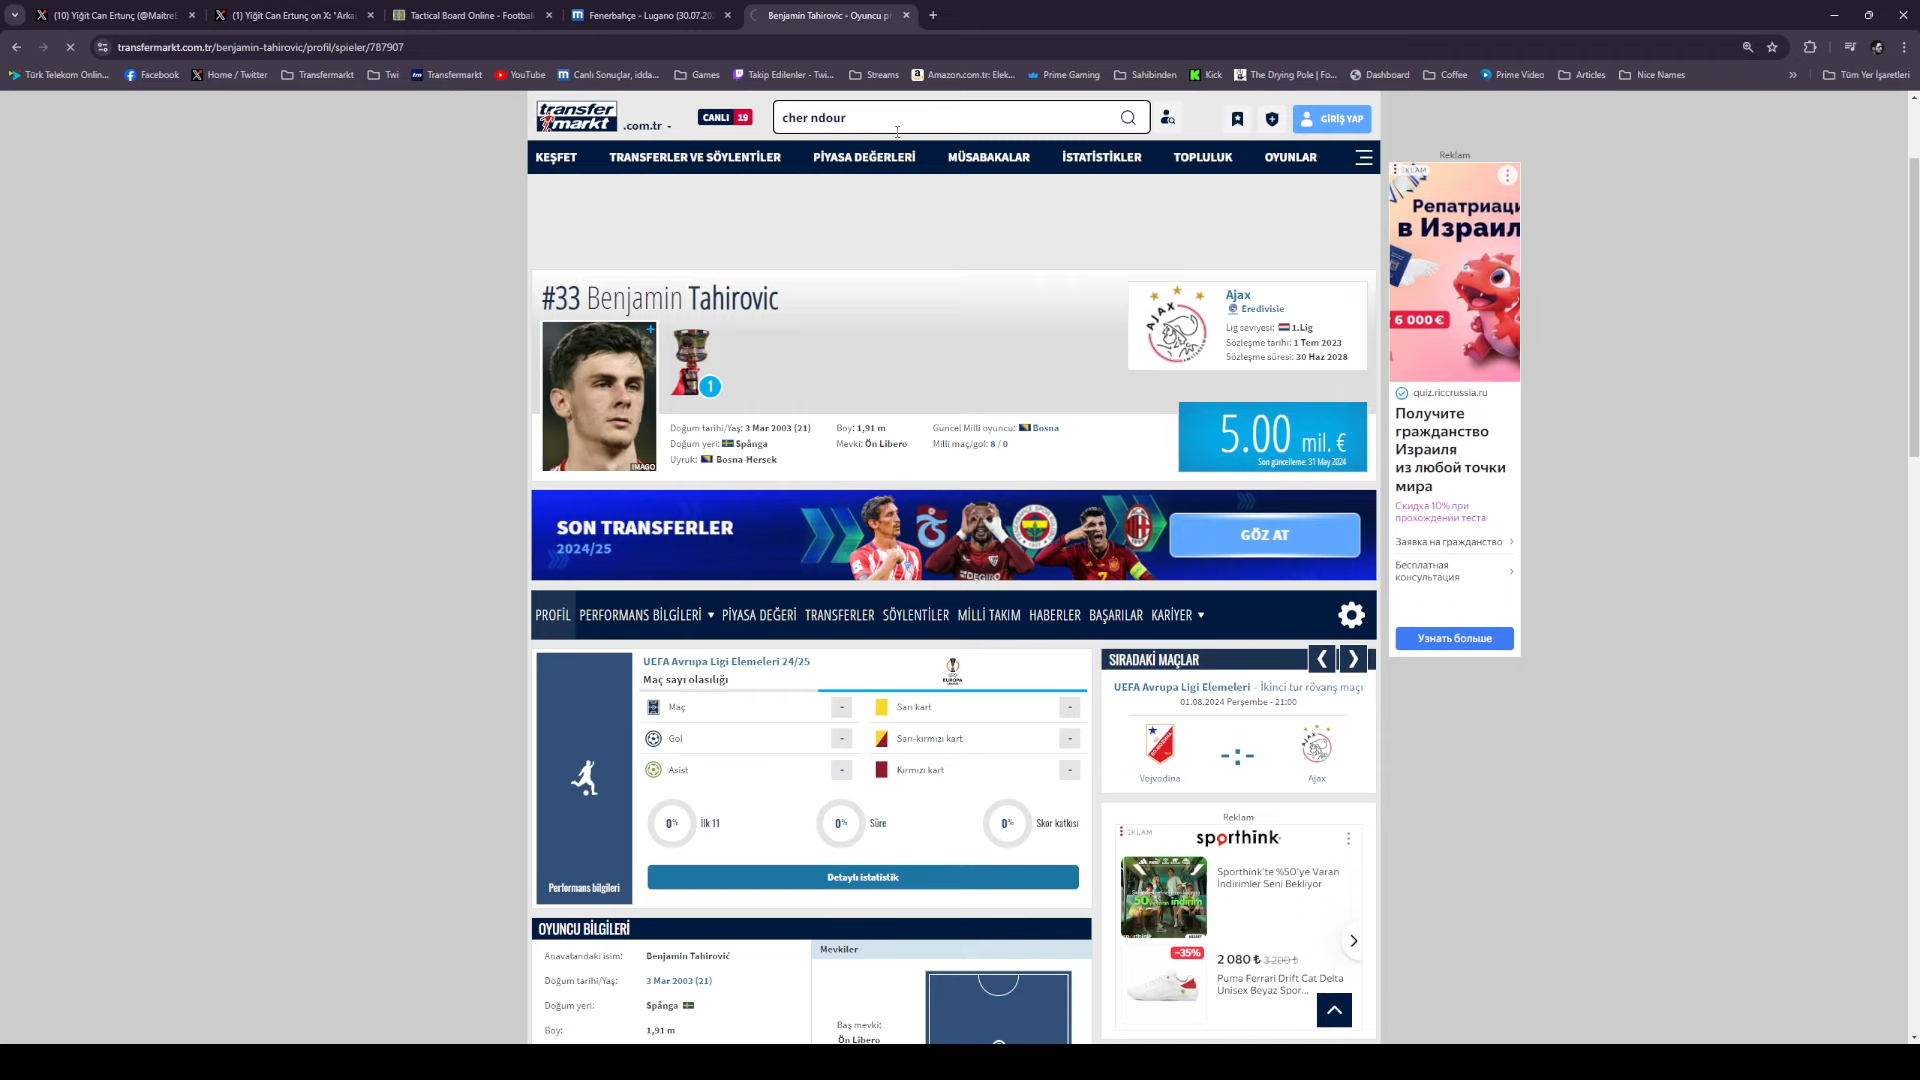 (10) Yiğit Can Ertunç (@MaitreE
(1) Yiğit Can Ertunç on X: "Arka
Tactical Board Online - Football
Fenerbahçe - Lugano (30.07.20
Benjamin Tahirovic - Oyuncu pr
transfermarkt.com.tr/benjamin-tahirovic/profil/spieler/787907
Türk Telekom Onlin...
Facebook
Home / Twitter
Transfermarkt
Twi
Transfermarkt
YouTube
Canlı Sonuçlar, idda...
Games
Takip Edilenler - Twi...
Streams
Amazon.com.tr: Elek...
Prime Gaming
Sahibinden
Kick
The Drying Pole | Fo...
Dashboard
Coffee
Prime Video
Articles
Nice Names
»
Tüm Yer İşaretleri
transfer
markt
.com.tr
CANLI 19
cher ndour
GİRİŞ YAP
KEŞFET
TRANSFERLER VE SÖYLENTİLER
PİYASA DEĞERLERİ
MÜSABAKALAR
İSTATİSTİKLER
TOPLULUK
OYUNLAR
Reklam
Репатриац
в Израил
6 000 €
quiz.riccrussia.ru
Получите
гражданство
Израиля
из любой точки
мира
Скидка 10% при
прохождении теста
Заявка на гражданство
Бесплатная
консультация
Узнать больше
#33 Benjamin Tahirovic
IMAGO
1
Ajax
Eredivisie
Lig seviyesi: 1.Lig
Sözleşme tarihi: 1 Tem 2023
Sözleşme süresi: 30 Haz 2028
AJAX
AMSTERDAM
Doğum tarihi/Yaş: 3 Mar 2003 (21)
Doğum yeri: Spånga
Uyruk: Bosna-Hersek
Boy: 1,91 m
Mevki: Ön Libero
Güncel Milli oyuncu: Bosna
Milli maç/gol: 8 / 0
5.00 mil. €
Son güncelleme: 31 May 2024
SON TRANSFERLER
2024/25
DEGIRO
GÖZ AT
PROFİL
PERFORMANS BİLGİLERİ
PİYASA DEĞERİ
TRANSFERLER
SÖYLENTİLER
MİLLİ TAKIM
HABERLER
BAŞARILAR
KARİYER
Performans bilgileri
UEFA Avrupa Ligi Elemeleri 24/25
Maç sayı olasılığı
Maç
-
Sarı kart
-
Gol
-
Sarı-kırmızı kart
-
Asist
-
Kırmızı kart
-
0% İlk 11
0% Süre
0% Skor katkısı
Detaylı istatistik
SIRADAKİ MAÇLAR
UEFA Avrupa Ligi Elemeleri - İkinci tur rövanş maçı
01.08.2024 Perşembe - 21:00
Vojvodina
-:-
Ajax
Reklam
sporthink
Sporthink'te %50'ye Varan
İndirimler Seni Bekliyor
-35%
2 080 ₺ 3 200 ₺
Puma Ferrari Drift Cat Delta
Unisex Beyaz Spor...
OYUNCU BİLGİLERİ
Anavatandaki isim: Benjamin Tahirović
Doğum tarihi/Yaş: 3 Mar 2003 (21)
Doğum yeri: Spånga
Boy: 1,91 m
Mevkiler
Baş mevki:
Ön Libero